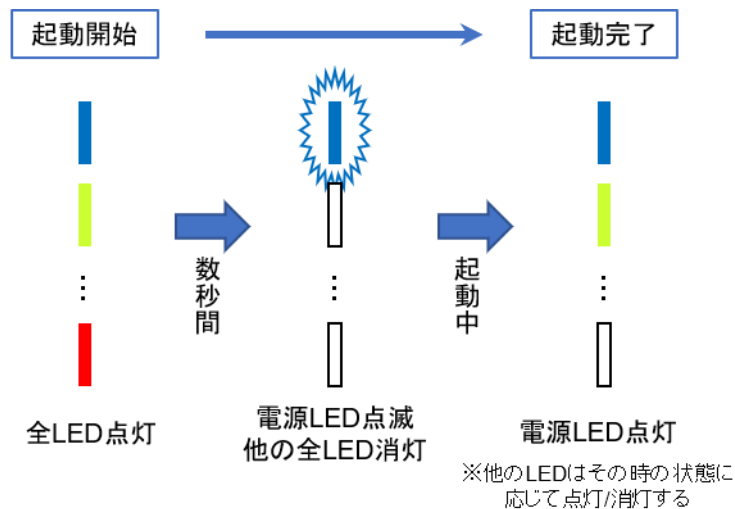 起動開始
起動完了
数秒間
起動中
全LED点灯
電源LED点滅
他の全LED消灯
電源LED点灯
※他のLEDはその時の状態に
応じて点灯/消灯する